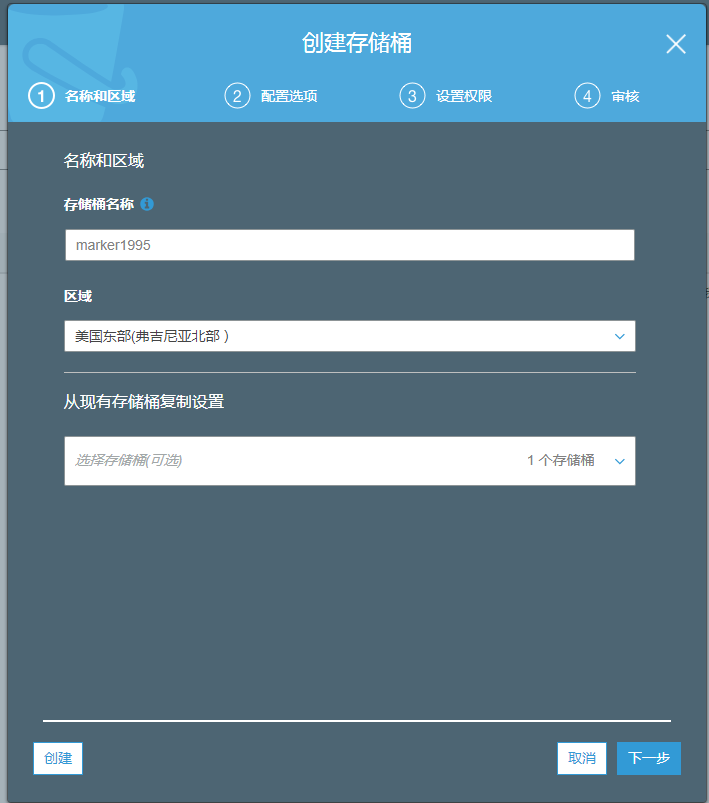 创建存储桶
1 名称和区域 2 配置选项 3 设置权限 4 审核
名称和区域
存储桶名称
marker1995
区域
美国东部(弗吉尼亚北部 )
从现有存储桶复制设置
选择存储桶(可选) 1 个存储桶
创建 取消 下一步